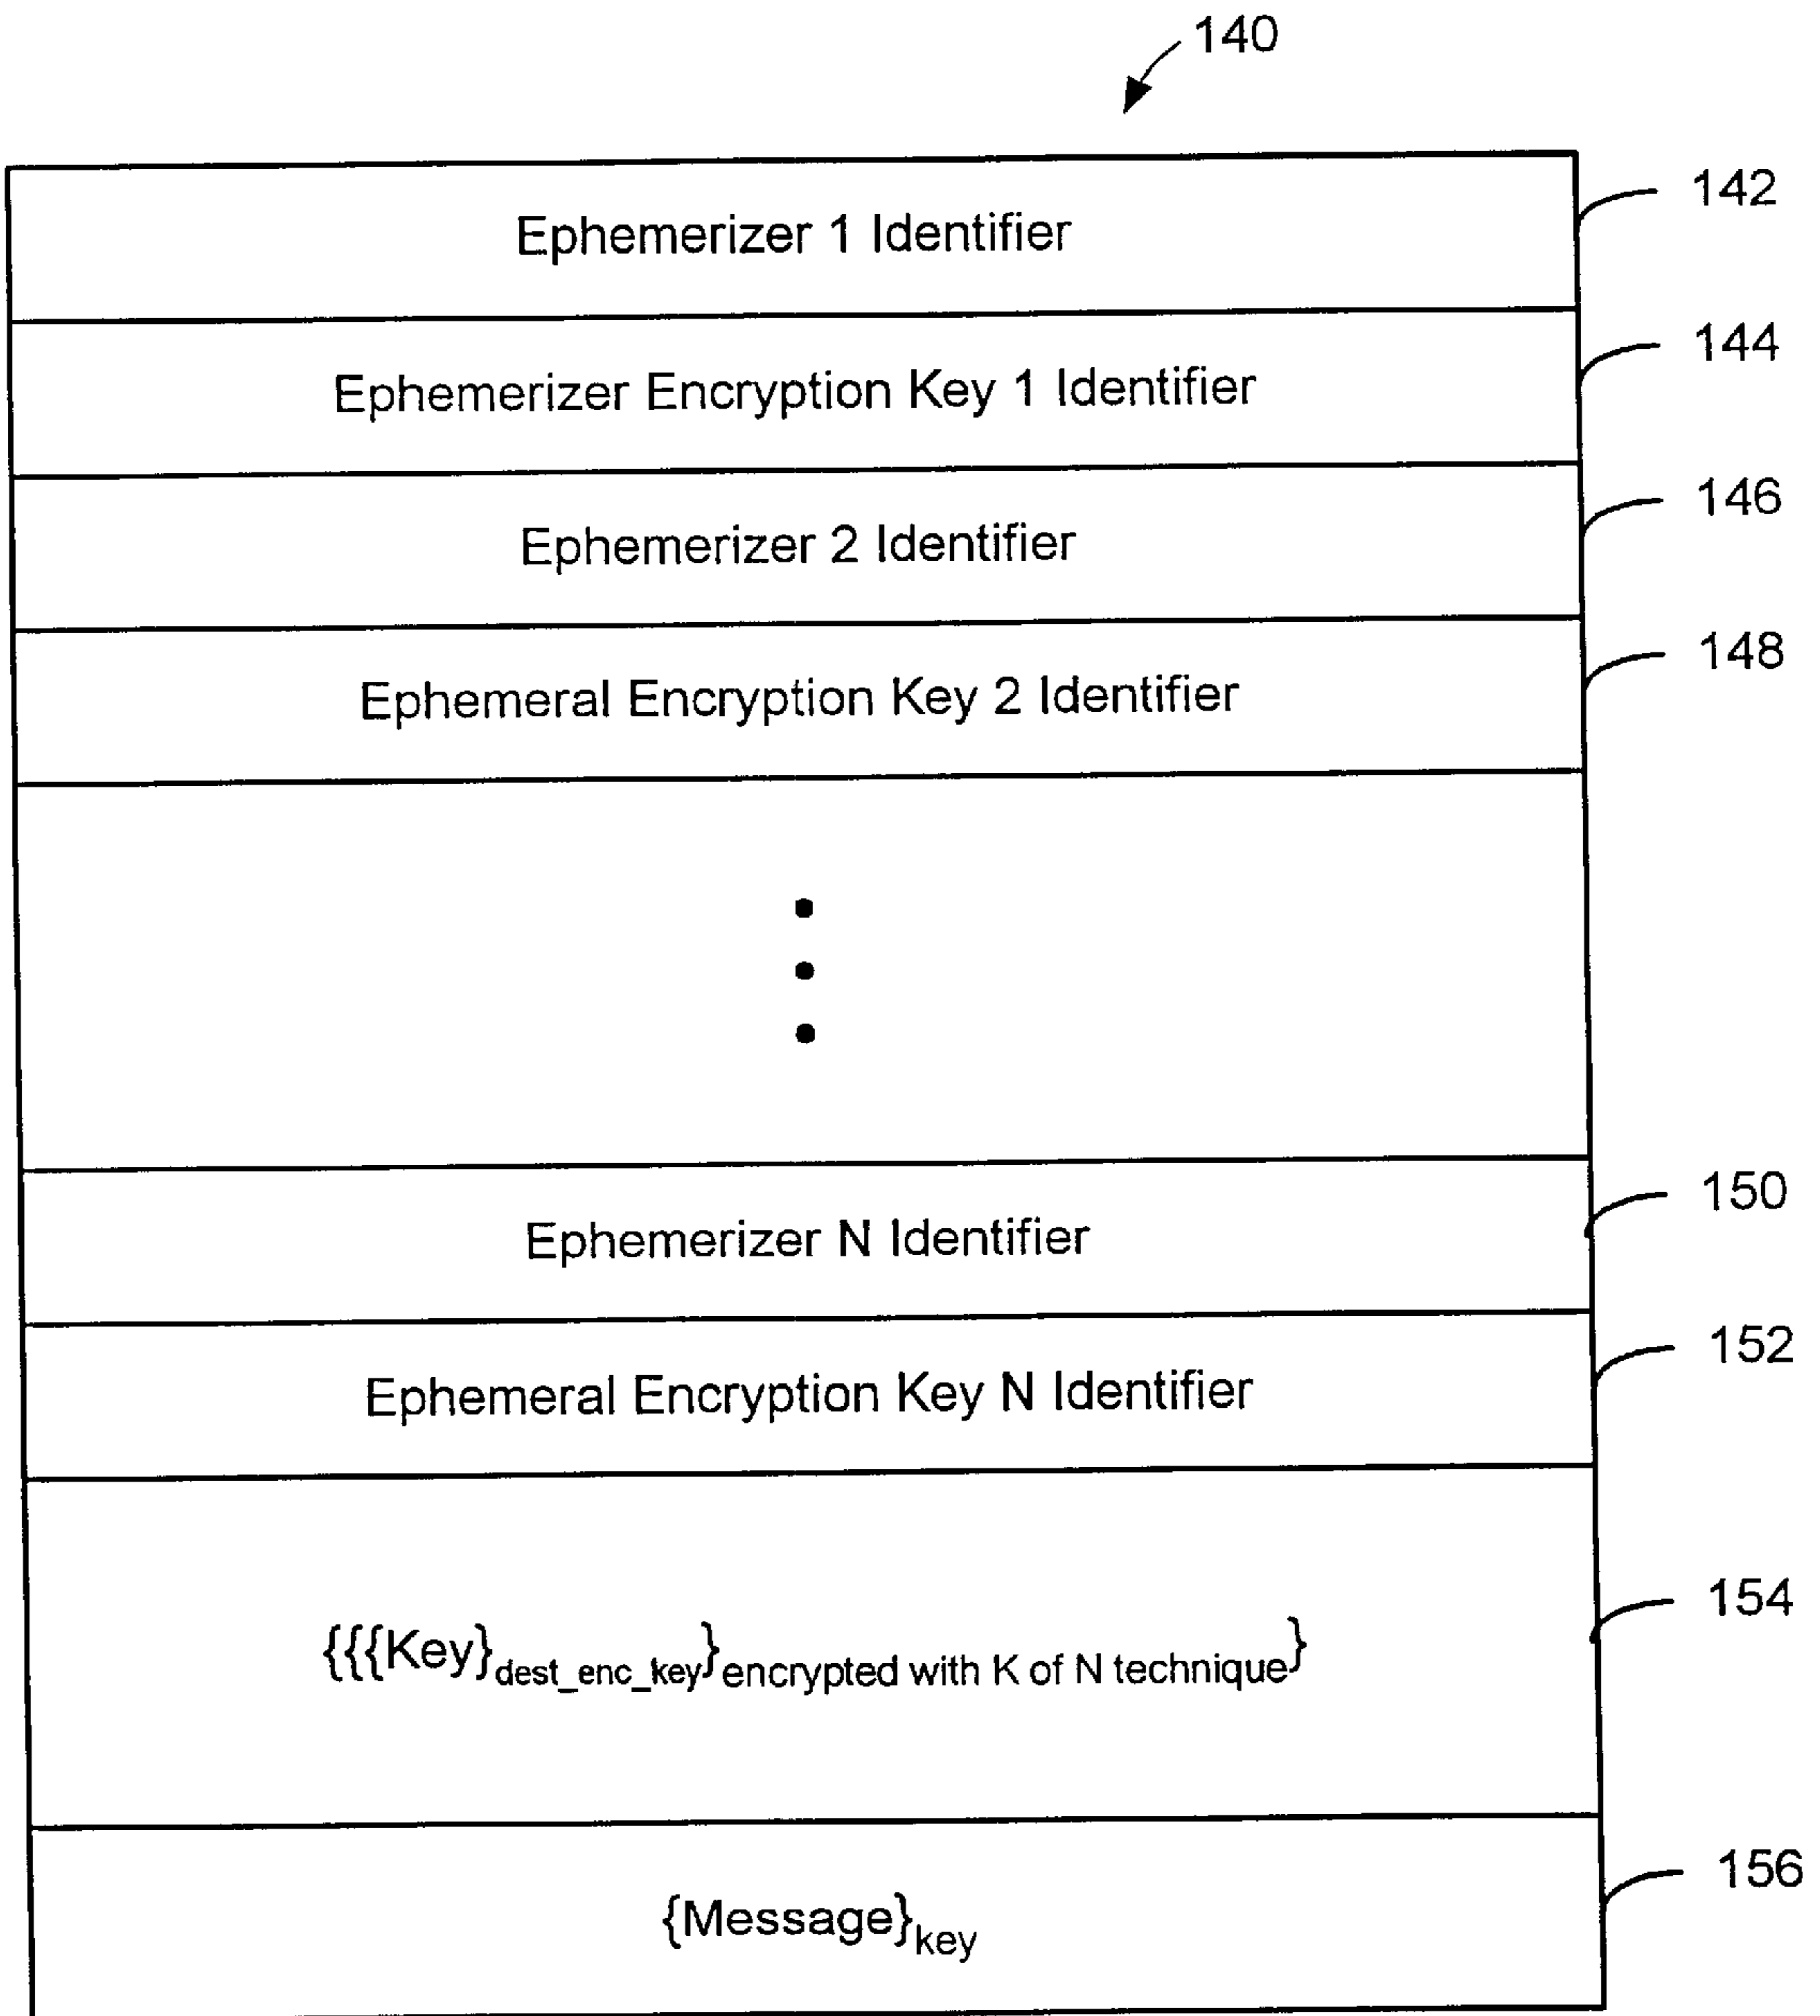 140
Ephemerizer 1 Identifier 142
Ephemerizer Encryption Key 1 Identifier 144
Ephemerizer 2 Identifier 146
Ephemeral Encryption Key 2 Identifier 148
Ephemerizer N Identifier 150
Ephemeral Encryption Key N Identifier 152
{{{Key}dest_enc_key}encrypted with K of N technique} 154
{Message}key 156